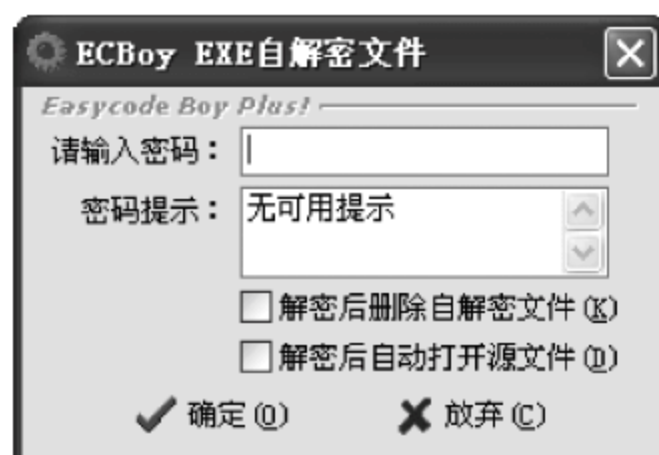 ECBoy EXE自解密文件
Easycode Boy Plus!
请输入密码：
密码提示：无可用提示
解密后删除自解密文件(K)
解密后自动打开源文件(D)
确定(O) 放弃(C)